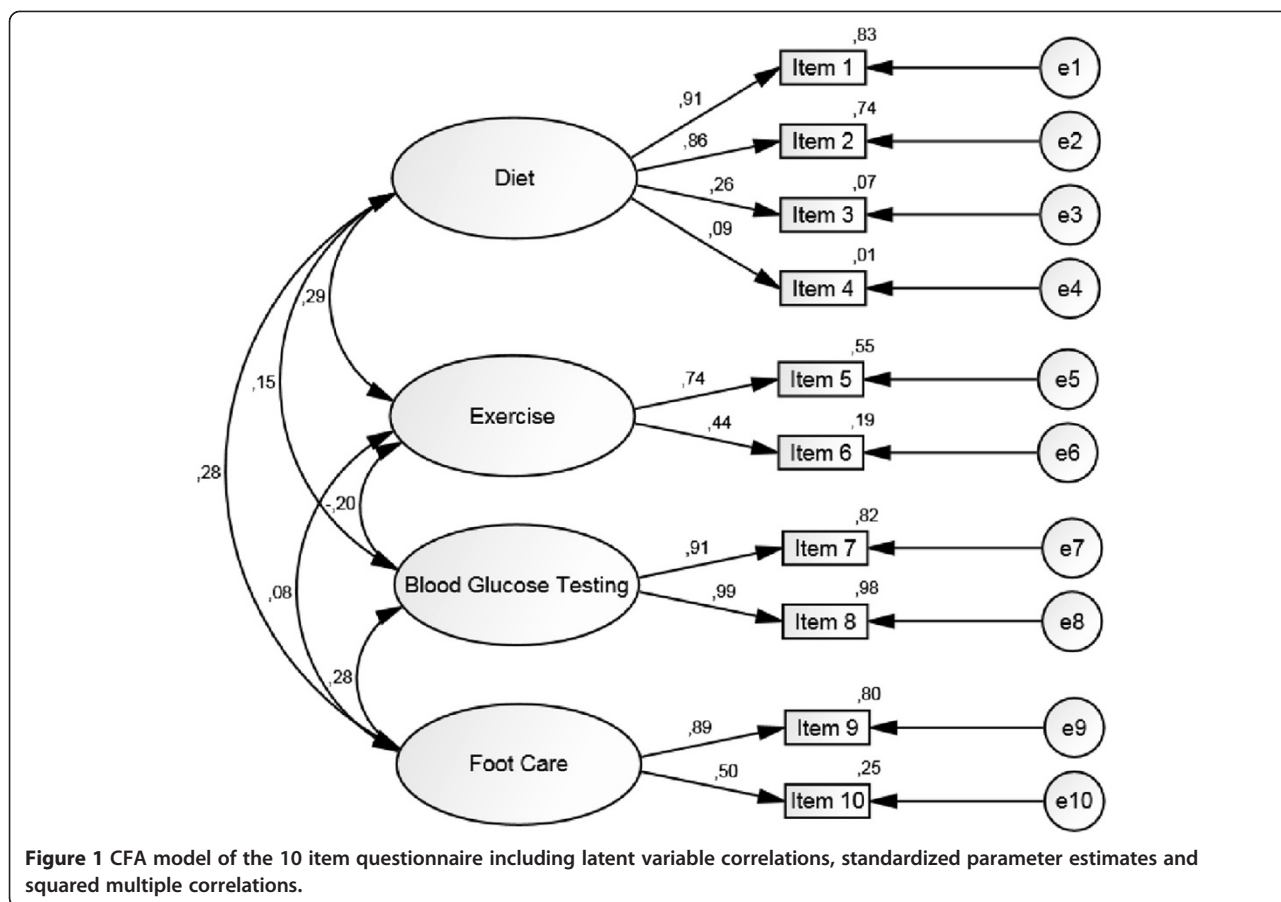 ,83
Item 1
e1
,91
,74
Item 2
e2
,86
Diet
,07
Item 3
e3
,26
,09
,01
Item 4
e4
,29
,55
Item 5
e5
,74
,15
Exercise
,19
Item 6
e6
,44
,28
-,20
,82
Item 7
e7
,91
Blood Glucose Testing
,98
Item 8
e8
,99
,08
,28
,80
Item 9
e9
,89
Foot Care
,25
Item 10
e10
,50
Figure 1 CFA model of the 10 item questionnaire including latent variable correlations, standardized parameter estimates and
squared multiple correlations.